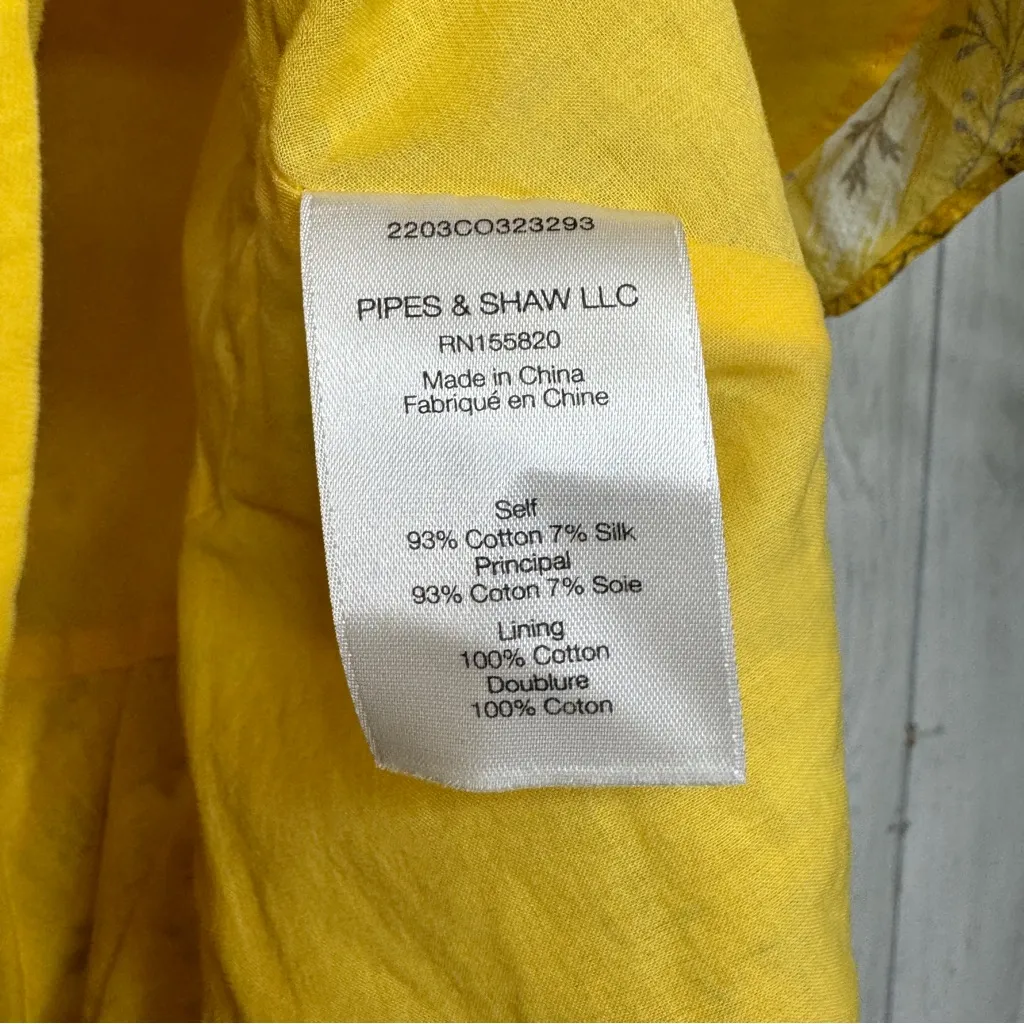 2203CO323293
PIPES & SHAW LLC
RN155820
Made in China
Fabriqué en Chine
Self
93% Cotton 7% Silk
Principal
93% Coton 7% Soie
Lining
100% Cotton
Doublure
100% Coton